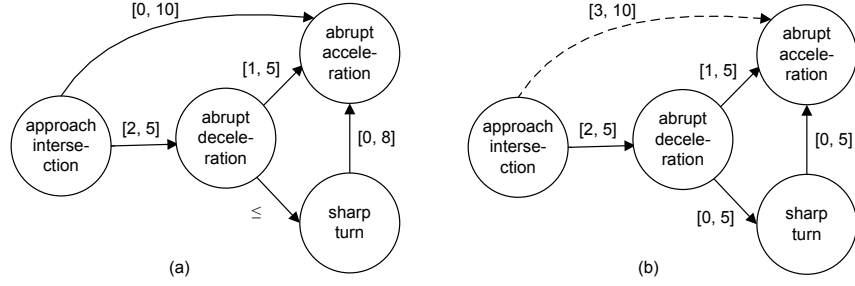 [0, 10]
abrupt
accele-
ration
[1, 5]
approach
interse-
ction
[2, 5]
abrupt
decele-
ration
[0, 8]
≤
sharp
turn
(a)
[3, 10]
abrupt
accele-
ration
[1, 5]
approach
interse-
ction
[2, 5]
abrupt
decele-
ration
[0, 5]
[0, 5]
sharp
turn
(b)